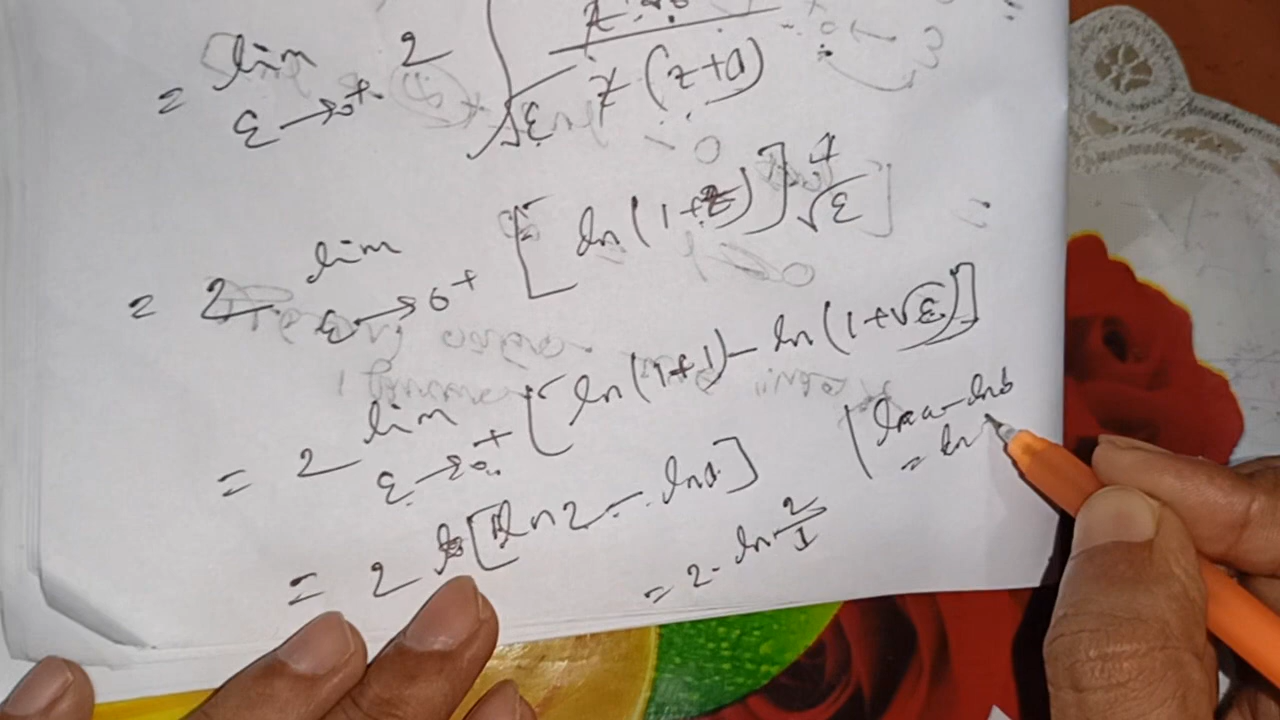 = lim ε→0+ 2 ∫√ε z / z(z+1)
= 2 lim ε→0+ [ ln(1+z) ] 1 √ε ] =
= 2 lim ε→0+ [ ln(1+1) - ln(1+√ε) ]
= 2 [ ln 2 - ln 1 ]
= 2. ln 2/1
( ln a - ln b
= ln